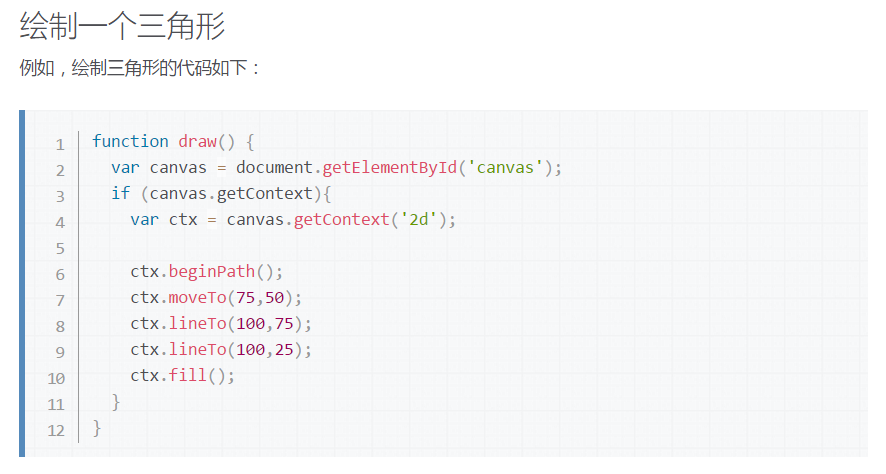 绘制一个三角形
例如，绘制三角形的代码如下：
1 function draw() {
2 var canvas = document.getElementById('canvas');
3 if (canvas.getContext){
4 var ctx = canvas.getContext('2d');
5
6 ctx.beginPath();
7 ctx.moveTo(75,50);
8 ctx.lineTo(100,75);
9 ctx.lineTo(100,25);
10 ctx.fill();
11 }
12 }